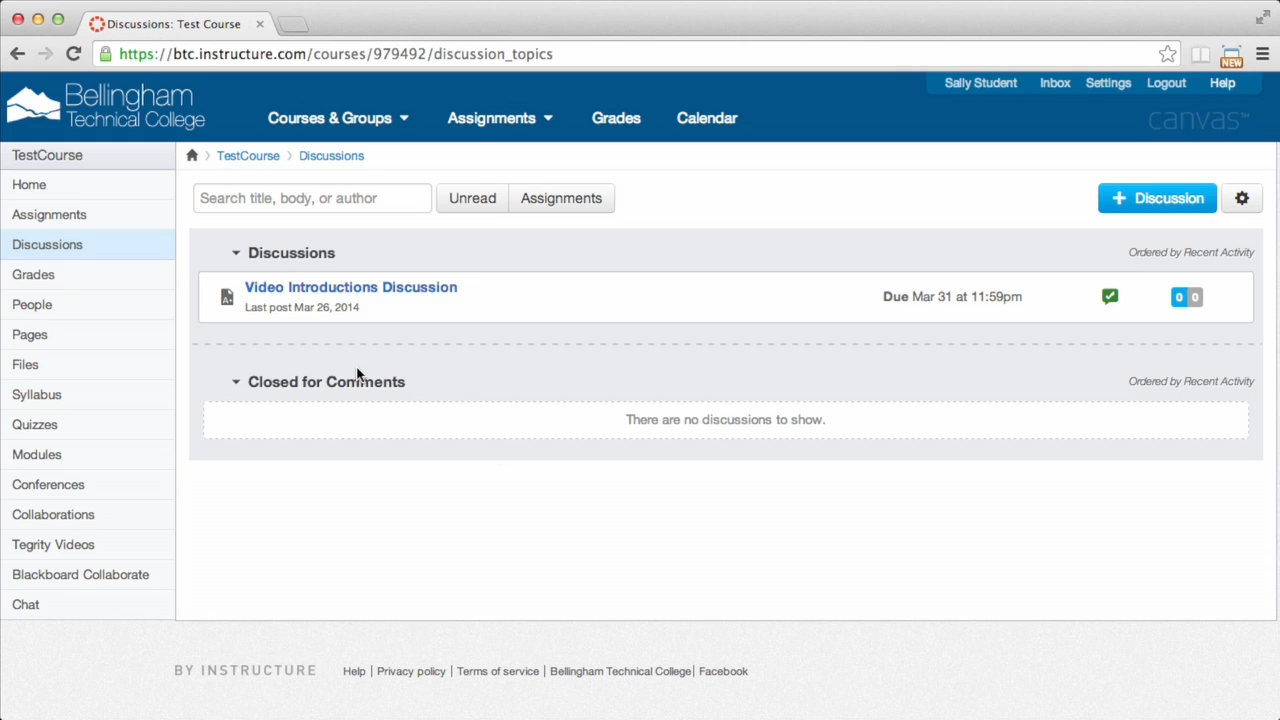 Discussions: Test Course
https://btc.instructure.com/courses/979492/discussion_topics
NEW
Bellingham
Technical College
Sally Student Inbox Settings Logout Help
Courses & Groups Assignments Grades Calendar
canvas™
TestCourse
TestCourse Discussions
Home
Assignments
Discussions
Grades
People
Pages
Files
Syllabus
Quizzes
Modules
Conferences
Collaborations
Tegrity Videos
Blackboard Collaborate
Chat
Search title, body, or author Unread Assignments + Discussion
Discussions Ordered by Recent Activity
Video Introductions Discussion Due Mar 31 at 11:59pm 0 0
Last post Mar 26, 2014
Closed for Comments Ordered by Recent Activity
There are no discussions to show.
BY INSTRUCTURE Help | Privacy policy | Terms of service | Bellingham Technical College| Facebook